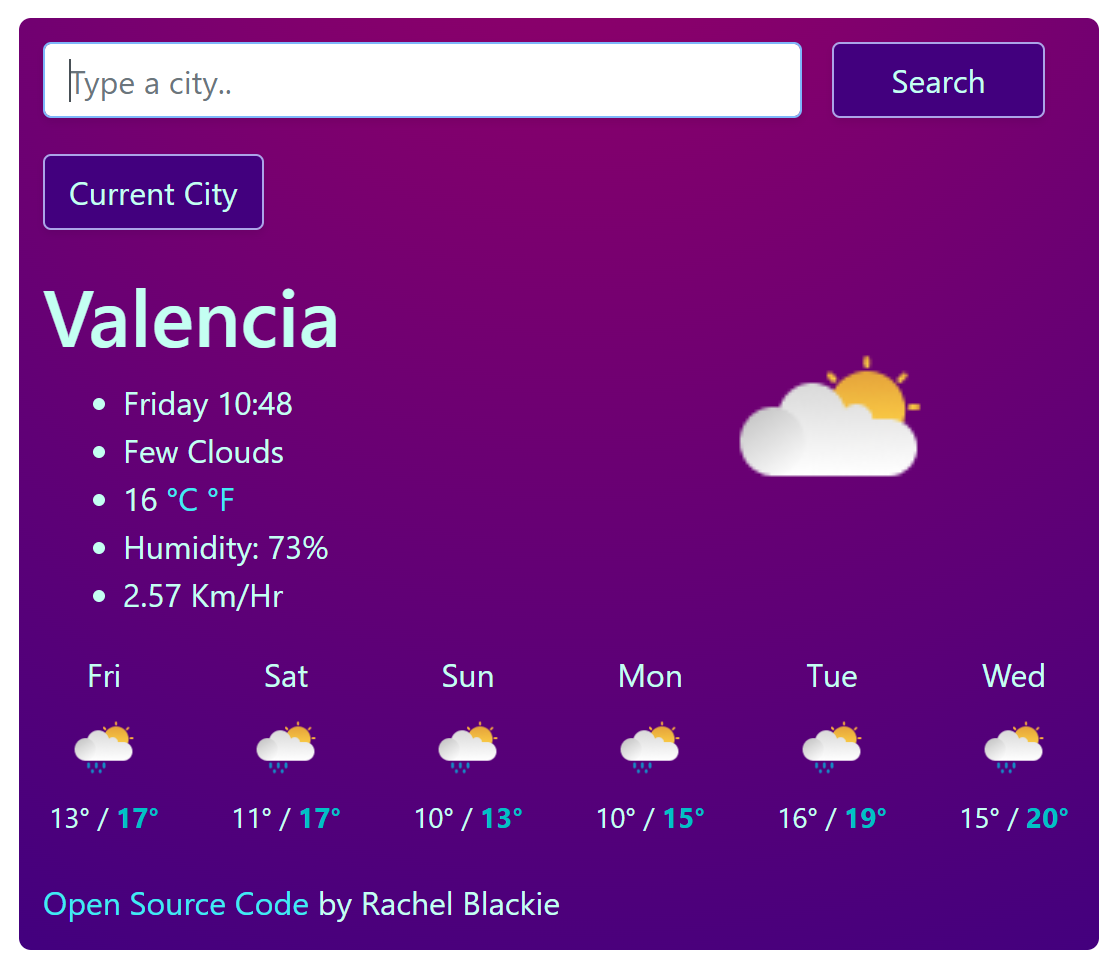 Type a city..
Search
Current City
Valencia
Friday 10:48
Few Clouds
16 °C °F
Humidity: 73%
2.57 Km/Hr
Fri Sat Sun Mon Tue Wed
13° / 17° 11° / 17° 10° / 13° 10° / 15° 16° / 19° 15° / 20°
Open Source Code by Rachel Blackie